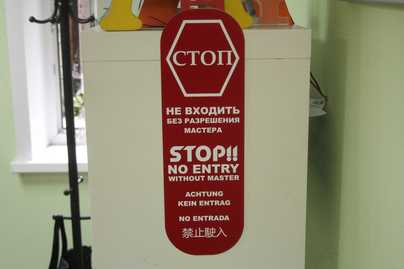 СТОП
НЕ ВХОДИТЬ
БЕЗ РАЗРЕШЕНИЯ
МАСТЕРА
STOP!!
NO ENTRY
WITHOUT MASTER
ACHTUNG
KEIN ENTRAG
NO ENTRADA
禁止駛入